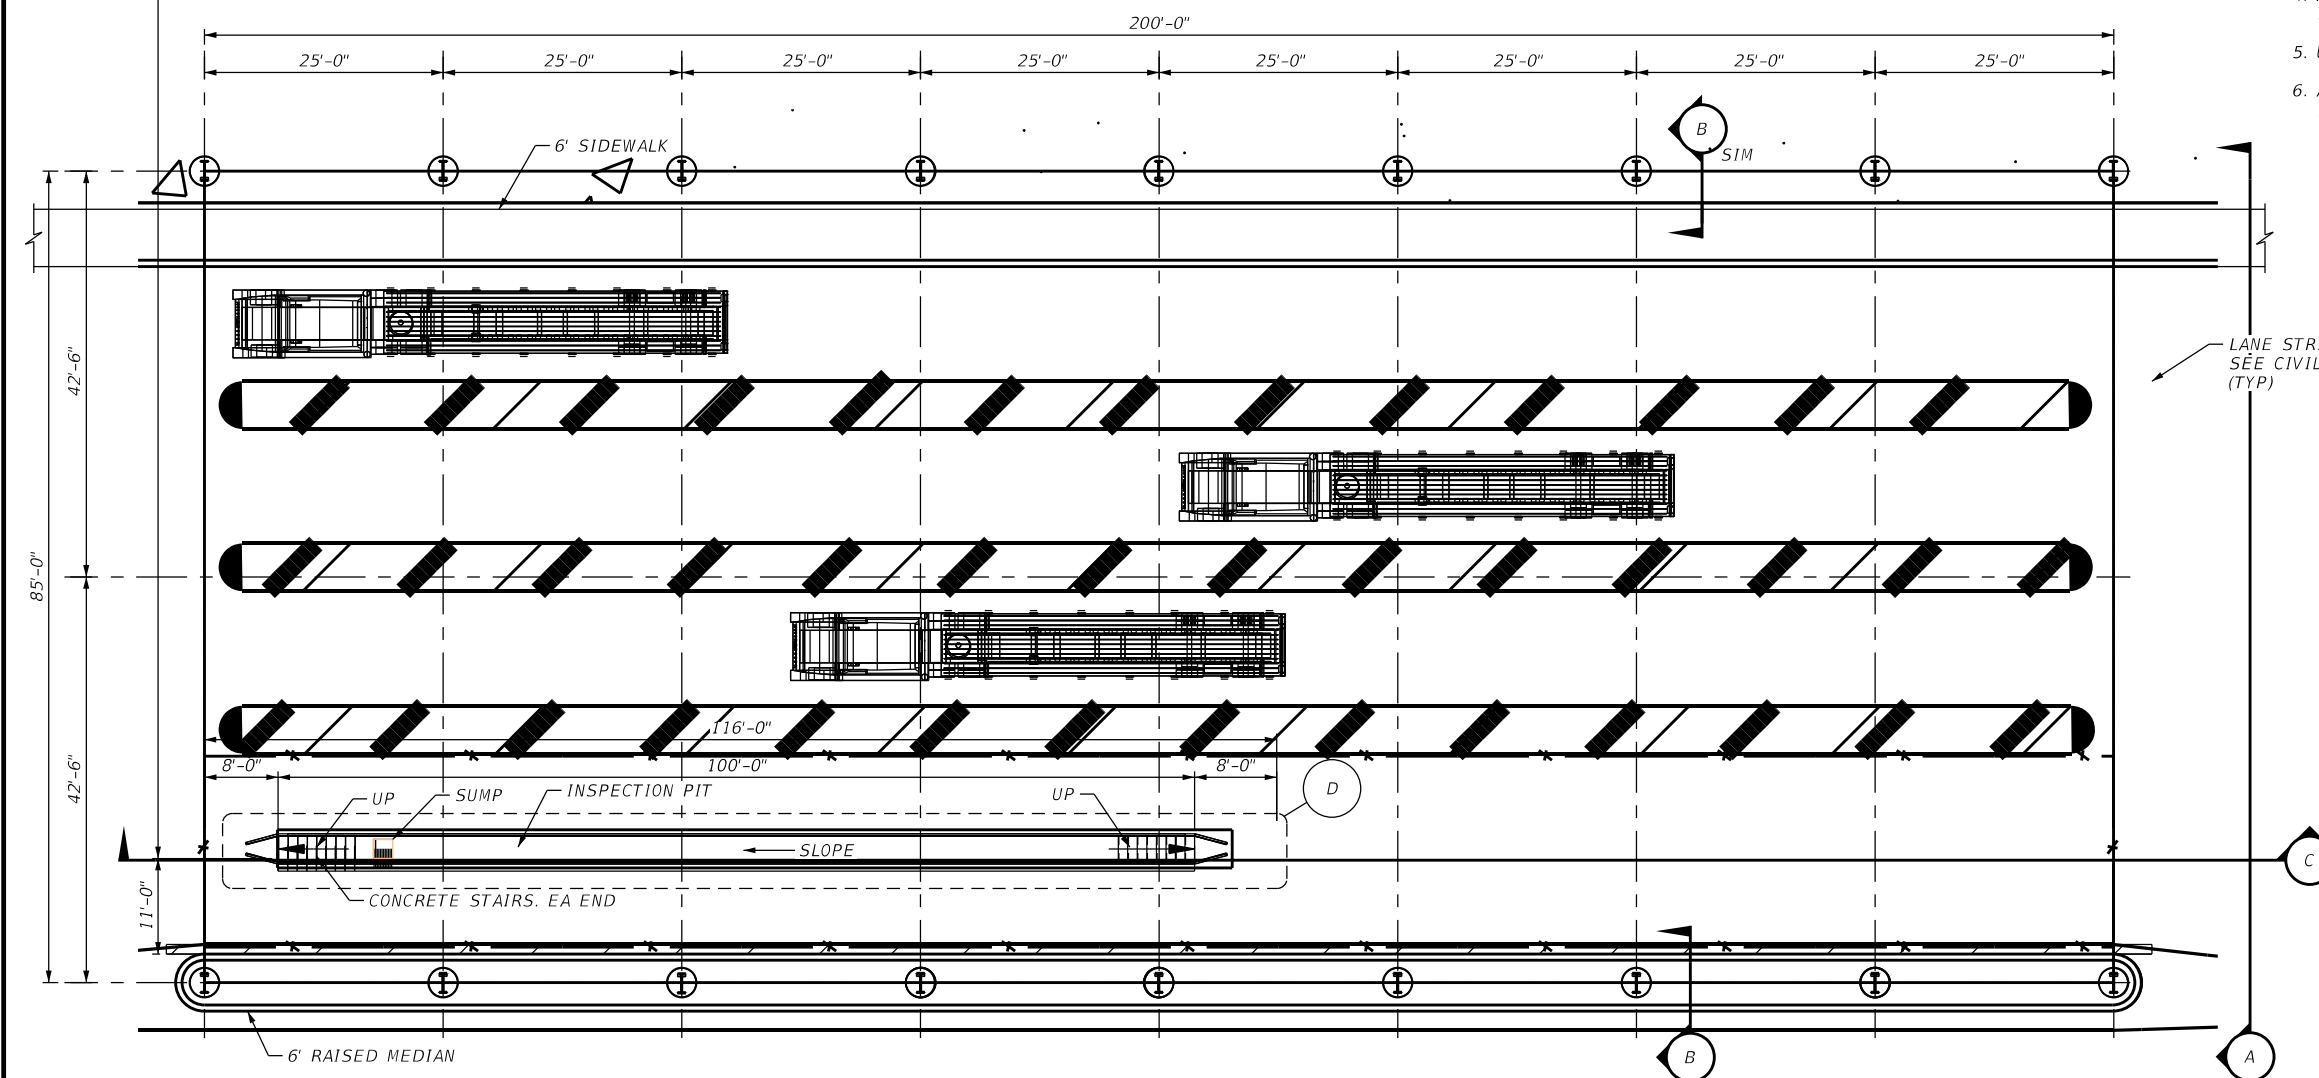 200'-0"
25'-0" 25'-0" 25'-0" 25'-0" 25'-0" 25'-0" 25'-0" 25'-0"
5.
6.
B
SIM
6' SIDEWALK
42'-6"
85'-0"
42'-6"
11'-0"
LANE STR
SEE CIVIL
(TYP)
116'-0"
8'-0" 100'-0" 8'-0"
UP
SUMP
INSPECTION PIT
UP
D
SLOPE
C
CONCRETE STAIRS. EA END
6' RAISED MEDIAN
B
A